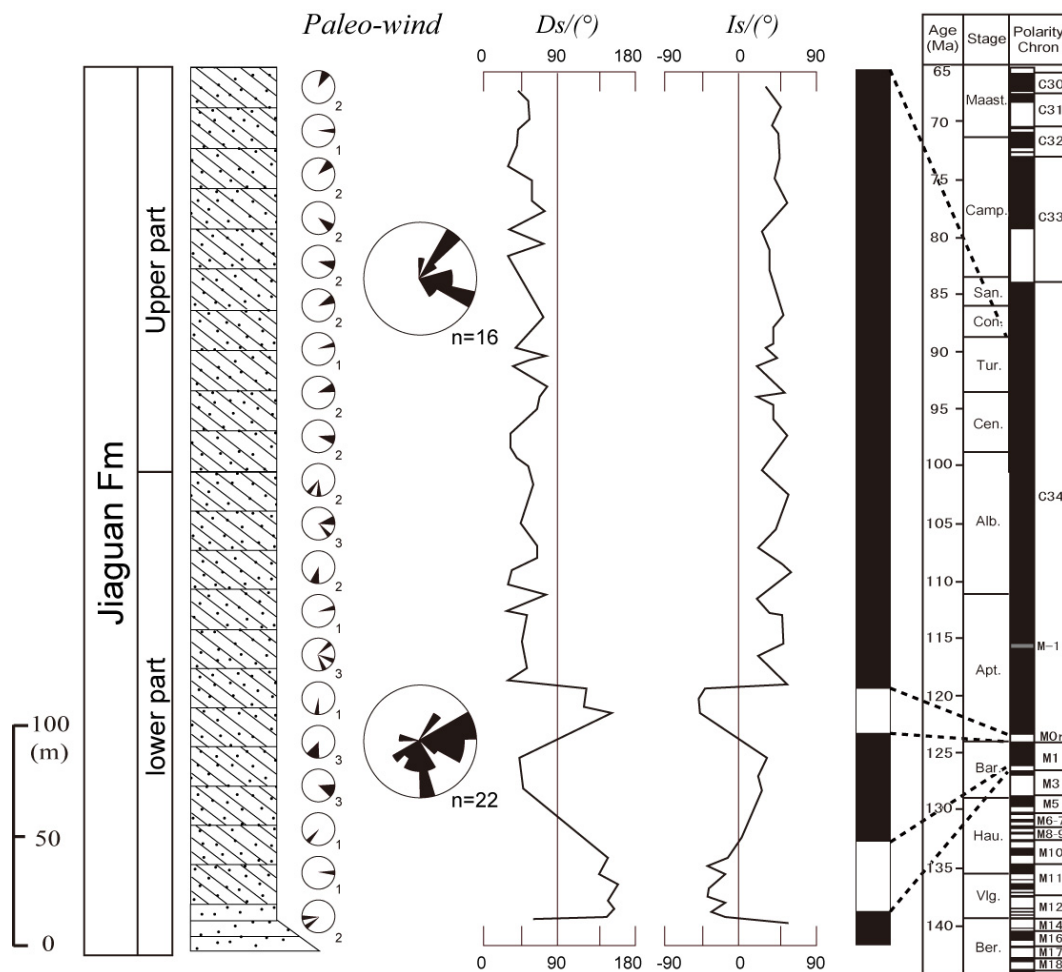 Paleo-wind
Ds/(°)
Is/(°)
0
90
180
-90
0
90
Age
(Ma)
Stage
Polarity
Chron
Jiaguan Fm
Upper part
lower part
100
(m)
50
0
2
1
2
2
2
2
1
2
2
2
3
2
1
3
1
3
3
1
1
2
n=16
n=22
0
90
180
-90
0
90
65
70
75
80
85
90
95
100
105
110
115
120
125
130
135
140
Maast.
Camp.
San.
Con.
Tur.
Cen.
Alb.
Apt.
Bar.
Hau.
Vlg.
Ber.
C30
C31
C32
C33
C34
M-1
M0r
M1
M3
M5
M6-7
M8-9
M10
M11
M12
M14
M16
M17
M18